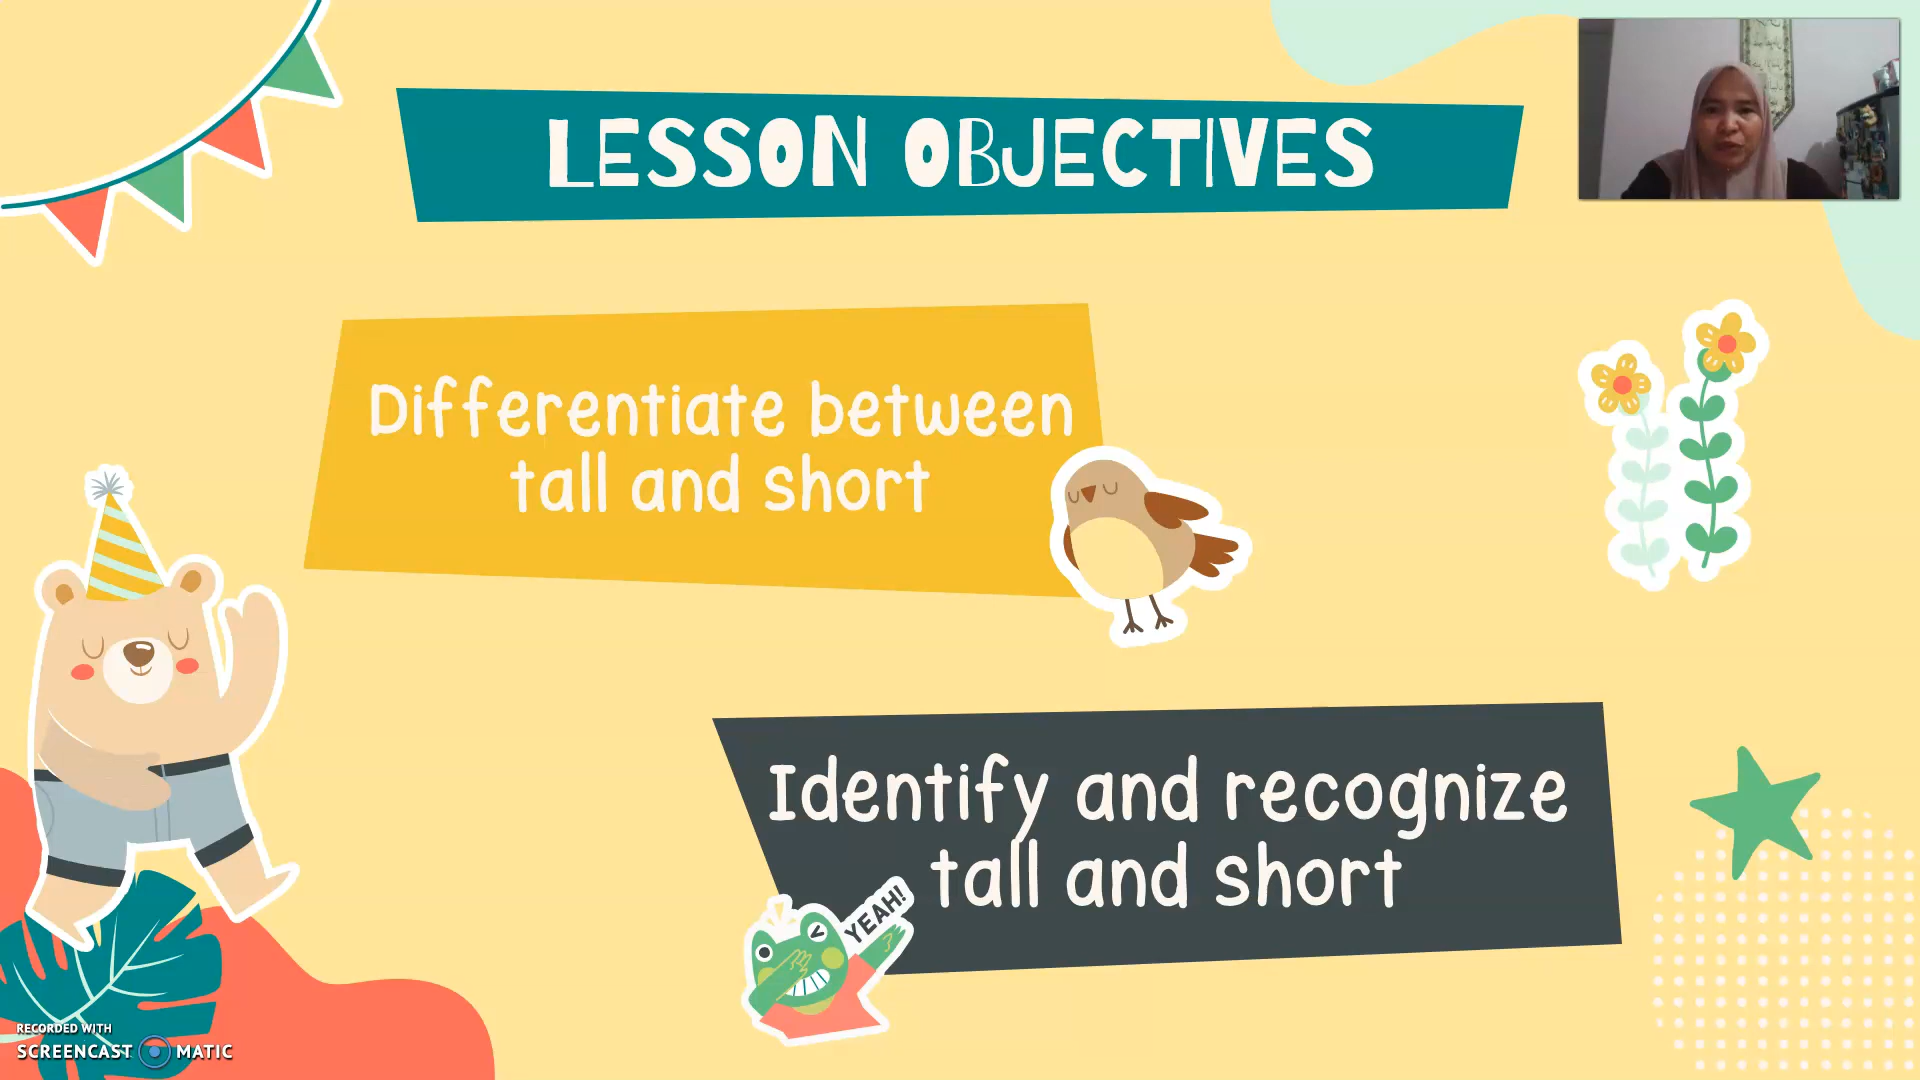 LESSON OBJECTIVES
Differentiate between
tall and short
Identify and recognize
tall and short
YEAH!
RECORDED WITH
SCREENCAST MATIC